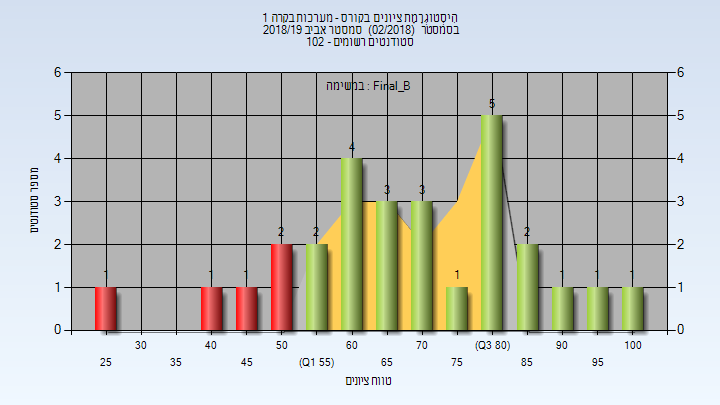 היסטוגרמת ציונים בקורס - מערכות בקרה 1
בסמסטר (02/2018) סמסטר אביב 2018/19
סטודנטים רשומים - 102
במשימה : Final_B
6 6
5 5
4 4
3 3
2 2
1 1
0 0
מספר סטודנטים
1 1 1 2 2 4 3 3 1 5 2 1 1 1
30 40 50 60 70 (Q3 80) 90 100
25 35 45 (Q1 55) 65 75 85 95
טווח ציונים